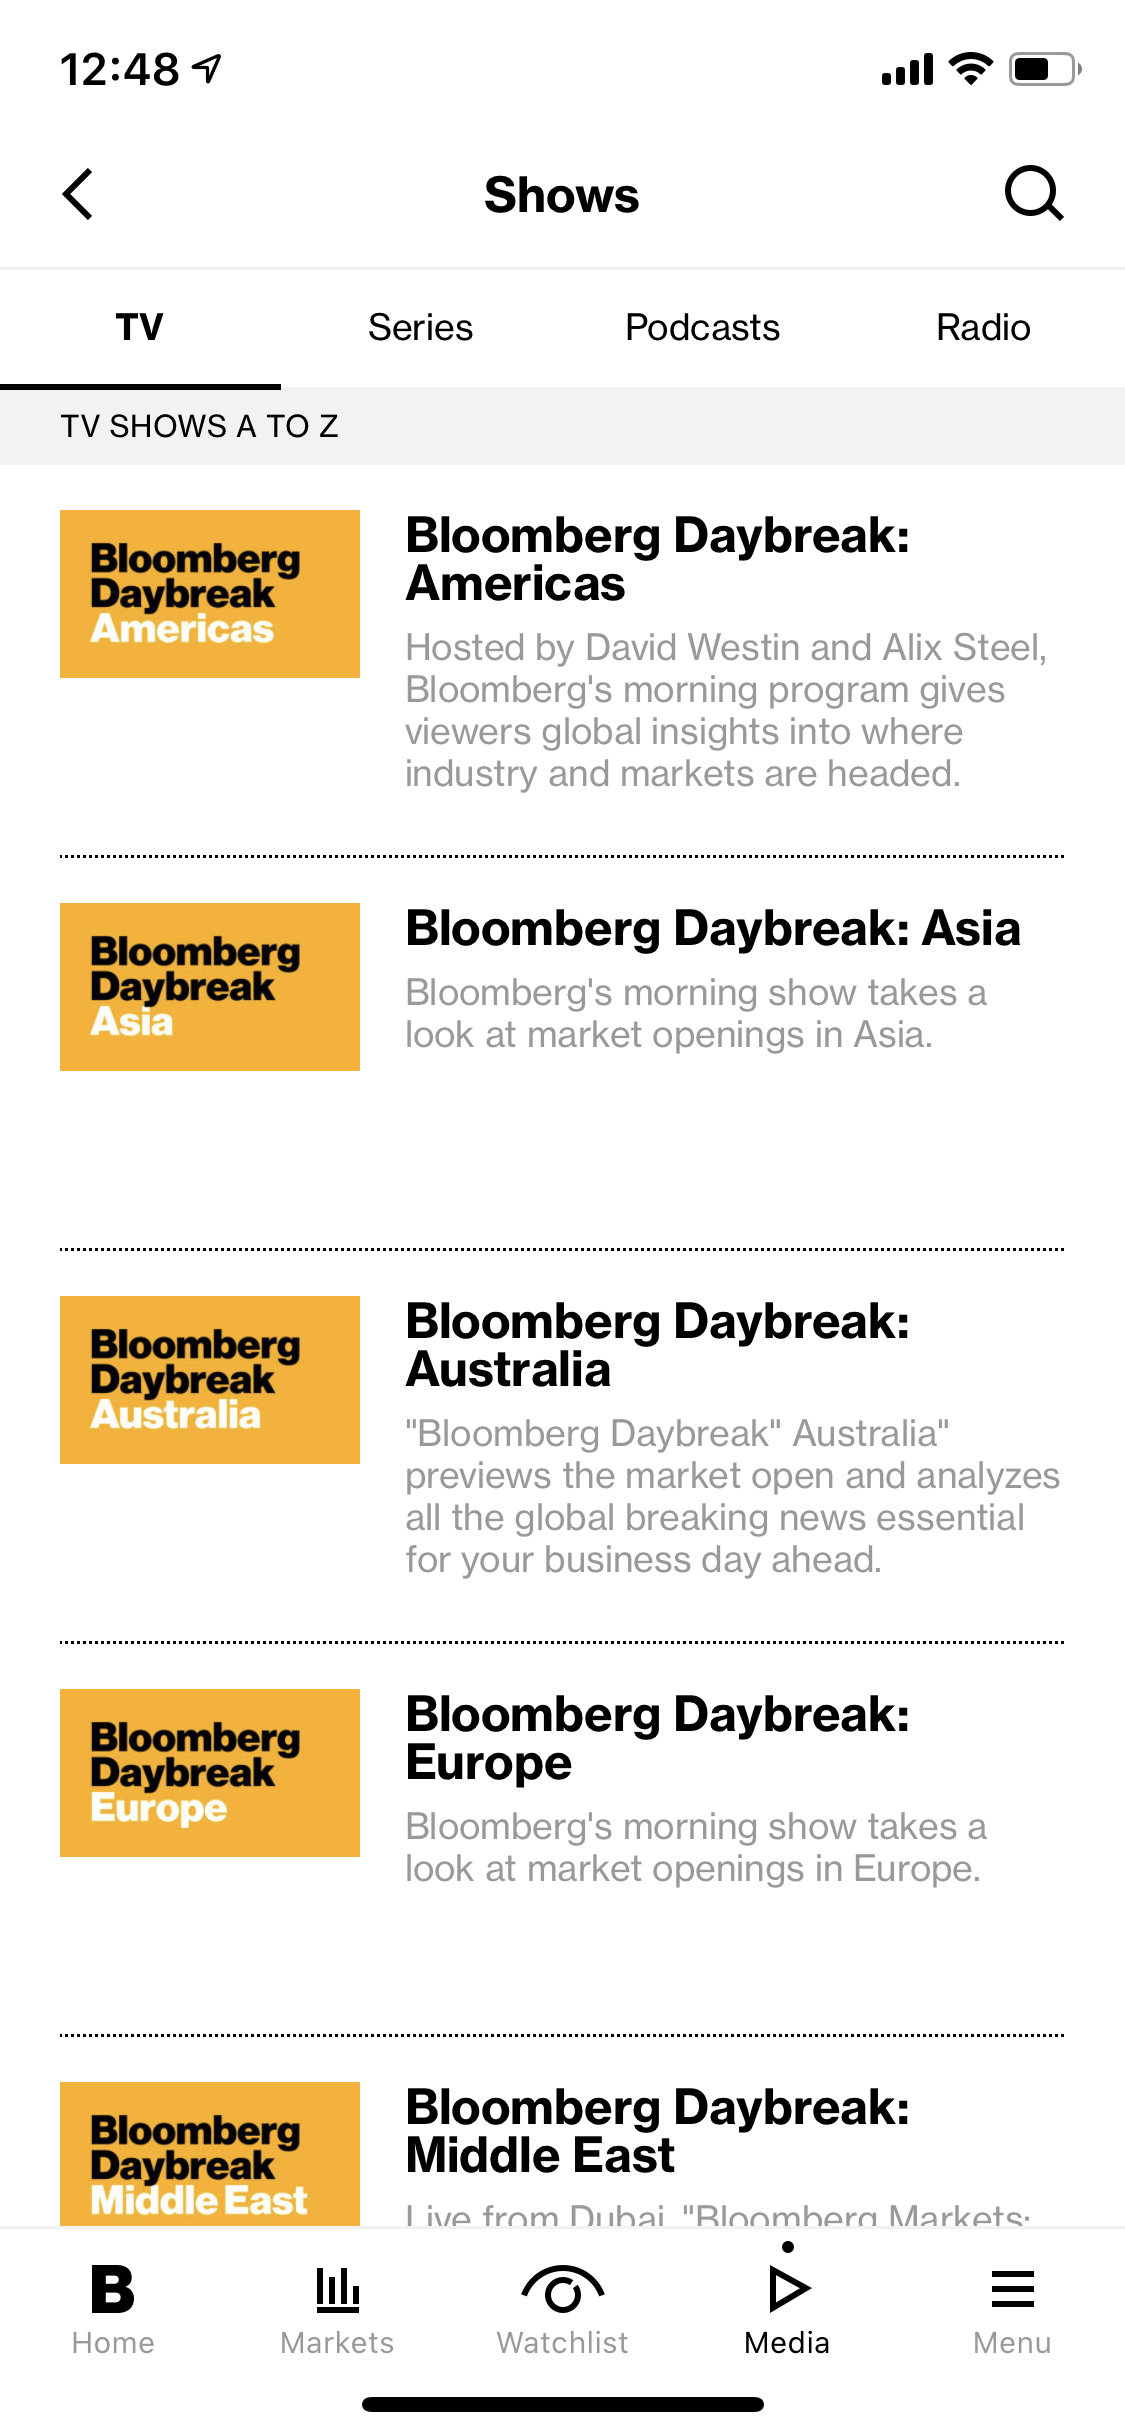 12:48
Shows
TV Series Podcasts Radio
TV SHOWS A TO Z
Bloomberg
Daybreak
Americas
Bloomberg Daybreak:
Americas
Hosted by David Westin and Alix Steel,
Bloomberg's morning program gives
viewers global insights into where
industry and markets are headed.
Bloomberg
Daybreak
Asia
Bloomberg Daybreak: Asia
Bloomberg's morning show takes a
look at market openings in Asia.
Bloomberg
Daybreak
Australia
Bloomberg Daybreak:
Australia
"Bloomberg Daybreak" Australia"
previews the market open and analyzes
all the global breaking news essential
for your business day ahead.
Bloomberg
Daybreak
Europe
Bloomberg Daybreak:
Europe
Bloomberg's morning show takes a
look at market openings in Europe.
Bloomberg
Daybreak
Middle East
Bloomberg Daybreak:
Middle East
Live from Dubai, "Bloomberg Markets:
B
Home Markets Watchlist Media Menu